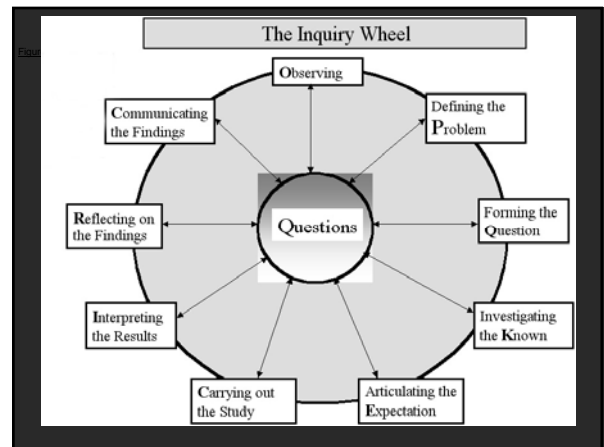 The Inquiry Wheel
Figur
Observing
Defining the
Problem
Forming the
Question
Investigating
the Known
Articulating the
Expectation
Carrying out
the Study
Interpreting
the Results
Reflecting on
the Findings
Communicating
the Findings
Questions